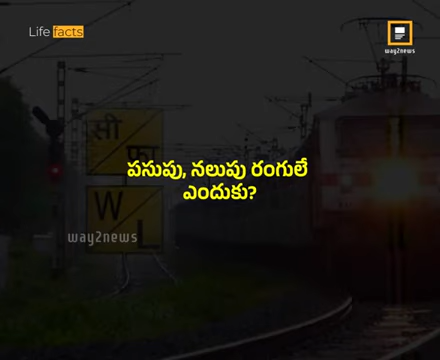 Life facts
way2news
सी
फा
W
L
పసుపు, నలుపు రంగులే
ఎందుకు?
way2news